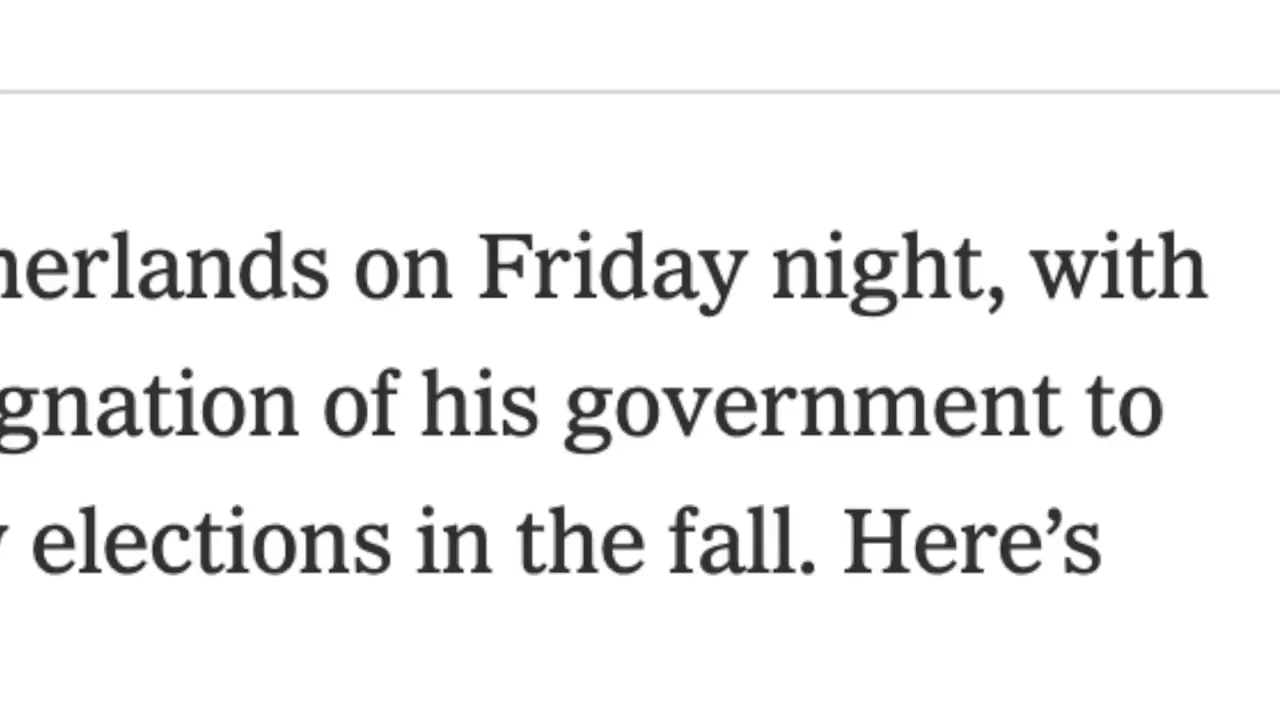 herlands on Friday night, with
gnation of his government to
elections in the fall. Here’s